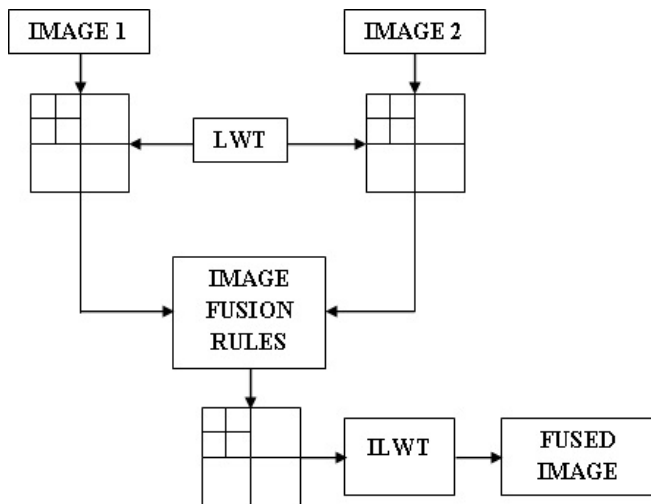 IMAGE 1
IMAGE 2
LWT
IMAGE
FUSION
RULES
ILWT
FUSED
IMAGE